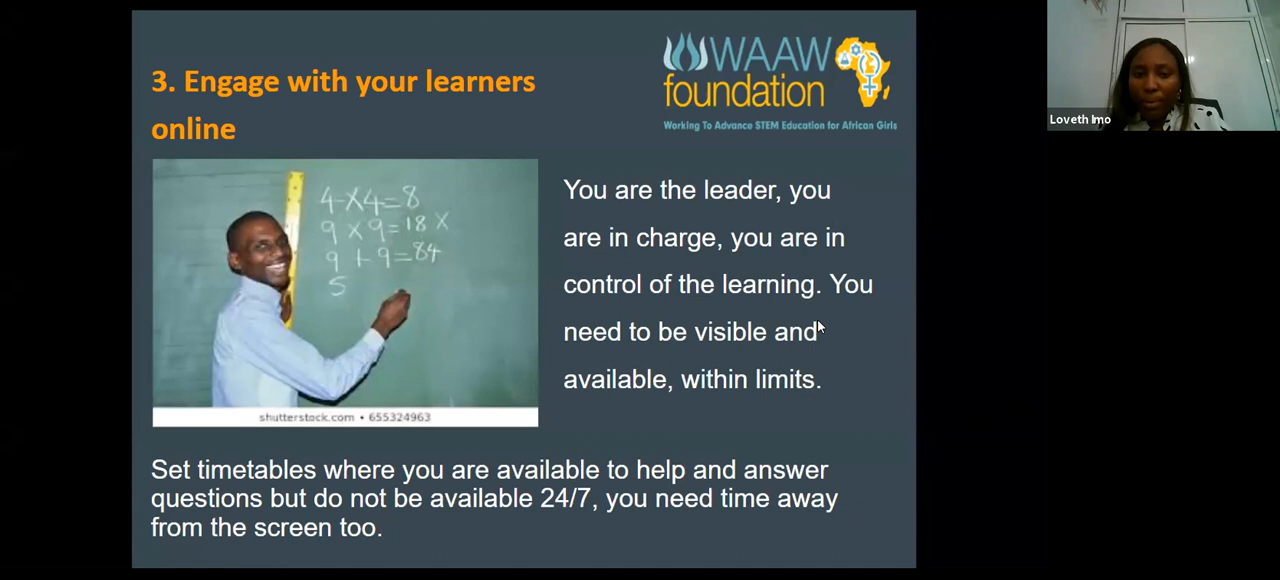 3. Engage with your learners
online
WAAW
foundation
Working To Advance STEM Education for African Girls
Loveth Imo
4 X 4 = 8
9 X 9 = 18 X
9 + 9 = 84
5
shutterstock.com • 655324963
You are the leader, you
are in charge, you are in
control of the learning. You
need to be visible and
available, within limits.
Set timetables where you are available to help and answer
questions but do not be available 24/7, you need time away
from the screen too.